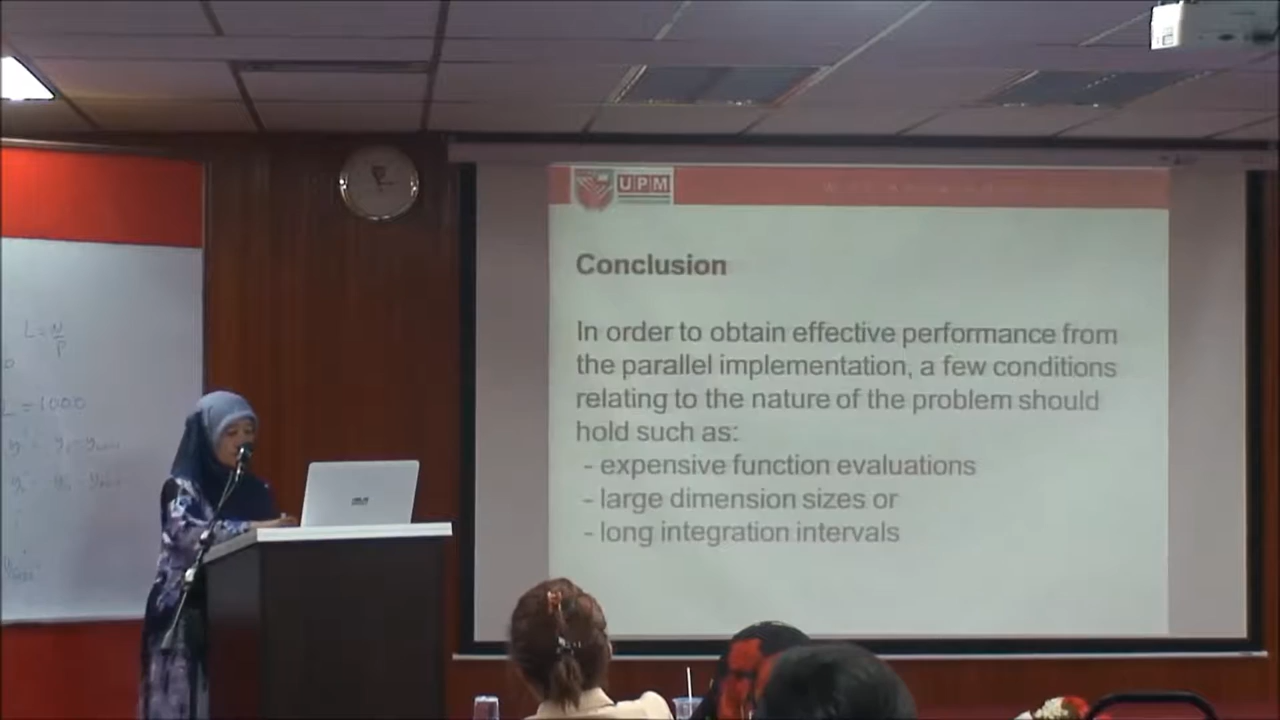 UPM
Conclusion
In order to obtain effective performance from
the parallel implementation, a few conditions
relating to the nature of the problem should
hold such as:
- expensive function evaluations
- large dimension sizes or
- long integration intervals
L = N
P
L = 1000